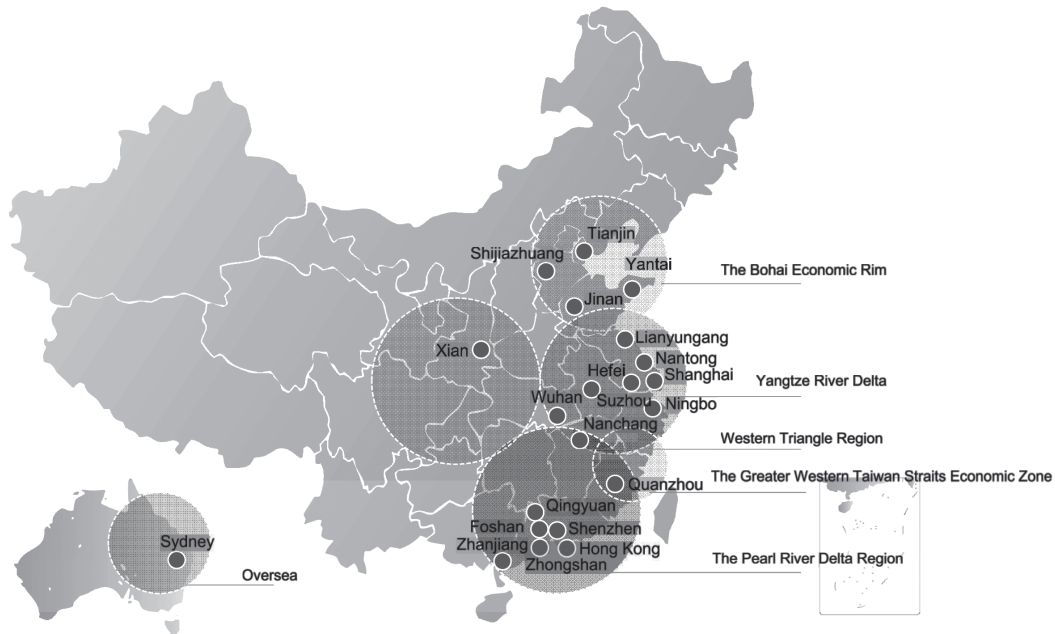 Tianjin
Shijiazhuang
Yantai
The Bohai Economic Rim
Jinan
Lianyungang
Xian
Nantong
Hefei
Shanghai
Yangtze River Delta
Wuhan
Suzhou
Ningbo
Nanchang
Western Triangle Region
The Greater Western Taiwan Straits Economic Zone
Quanzhou
Qingyuan
Foshan
Shenzhen
Sydney
Zhanjiang
Hong Kong
Zhongshan
The Pearl River Delta Region
Oversea